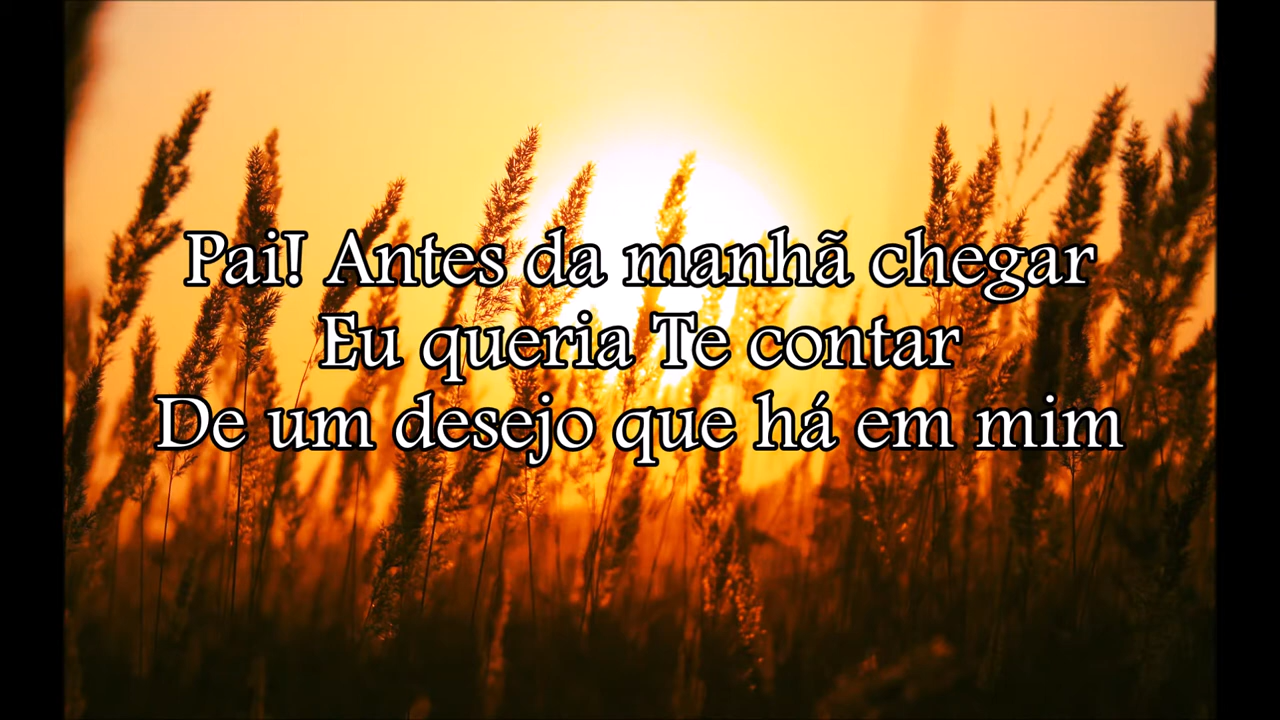 Pai! Antes da manhã chegar
Eu queria Te contar
De um desejo que há em mim